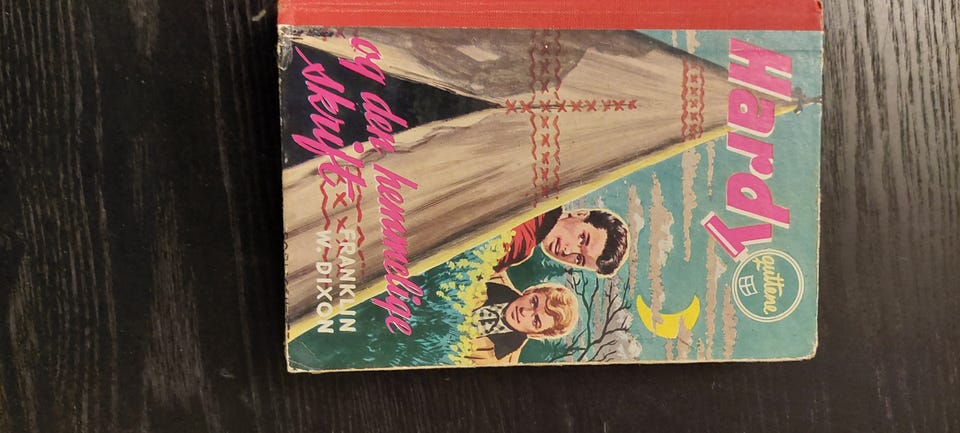 Hardy
guttene
og den hemmelige
skrift
FRANKLIN
W. DIXON